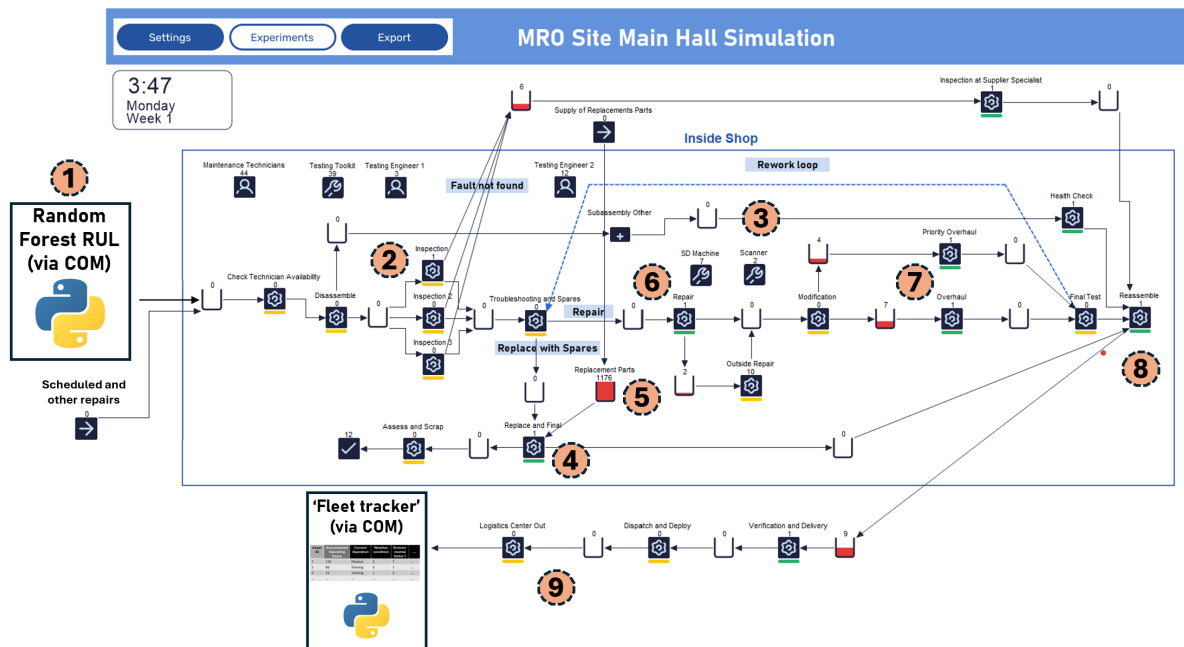 Settings
Experiments
Export
MRO Site Main Hall Simulation
3:47
Monday
Week 1
6
Supply of Replacements Parts
0
Inspection at Supplier Specialist
1
0
Inside Shop
1
Random
Forest RUL
(via COM)
Scheduled and
other repairs
0
Maintenance Technicians
44
Testing Toolkit
39
Testing Engineer 1
3
Fault not found
Testing Engineer 2
12
Rework loop
0
Check Technician Availability
0
0
Disassemble
0
0
2
Inspection
1
Inspection 2
0
Inspection 3
0
0
Troubleshooting and Spares
0
Subassembly Other
0
3
Health Check
1
Repair
0
6
Repair
1
SD Machine
7
Scanner
2
0
4
Modification
0
Priority Overhaul
1
0
7
7
Overhaul
1
0
Final Test
0
Reassemble
1
8
2
Outside Repair
10
Replace with Spares
0
Replacement Parts
1176
5
12
Assess and Scrap
0
0
Replace and Final
1
4
0
'Fleet tracker'
(via COM)
Logistics Center Out
0
0
Dispatch and Deploy
0
0
Verification and Delivery
1
9
9